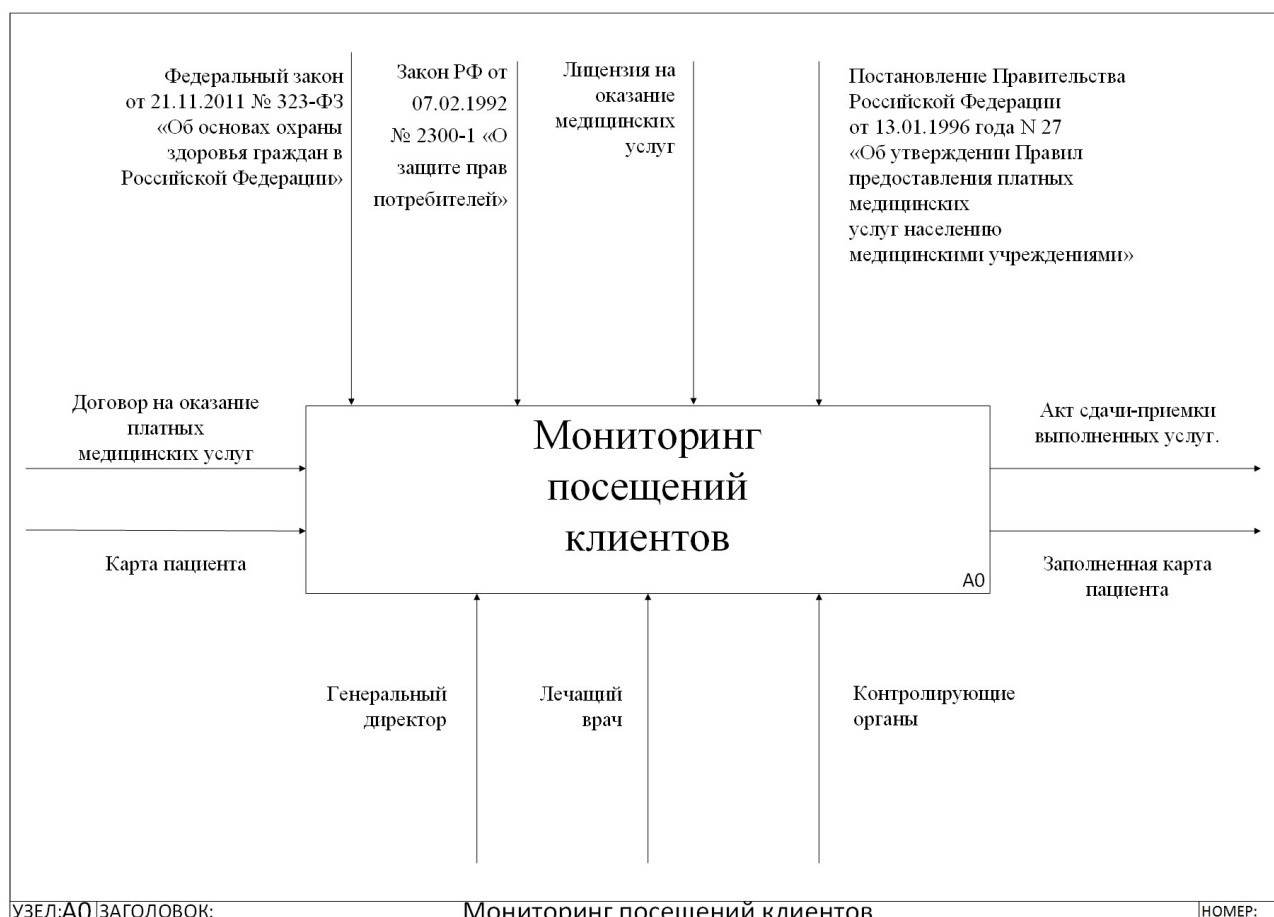 Федеральный закон
от 21.11.2011 № 323-ФЗ
«Об основах охраны
здоровья граждан в
Российской Федерации»
Закон РФ от
07.02.1992
№ 2300-1 «О
защите прав
потребителей»
Лицензия на
оказание
медицинских
услуг
Постановление Правительства
Российской Федерации
от 13.01.1996 года N 27
«Об утверждении Правил
предоставления платных
медицинских
услуг населению
медицинскими учреждениями»
Договор на оказание
платных
медицинских услуг
Карта пациента
Мониторинг
посещений
клиентов
A0
Акт сдачи-приемки
выполненных услуг.
Заполненная карта
пациента
Генеральный
директор
Лечащий
врач
Контролирующие
органы
УЗЕЛ:A0 ЗАГОЛОВОК: Мониторинг посещений клиентов НОМЕР: